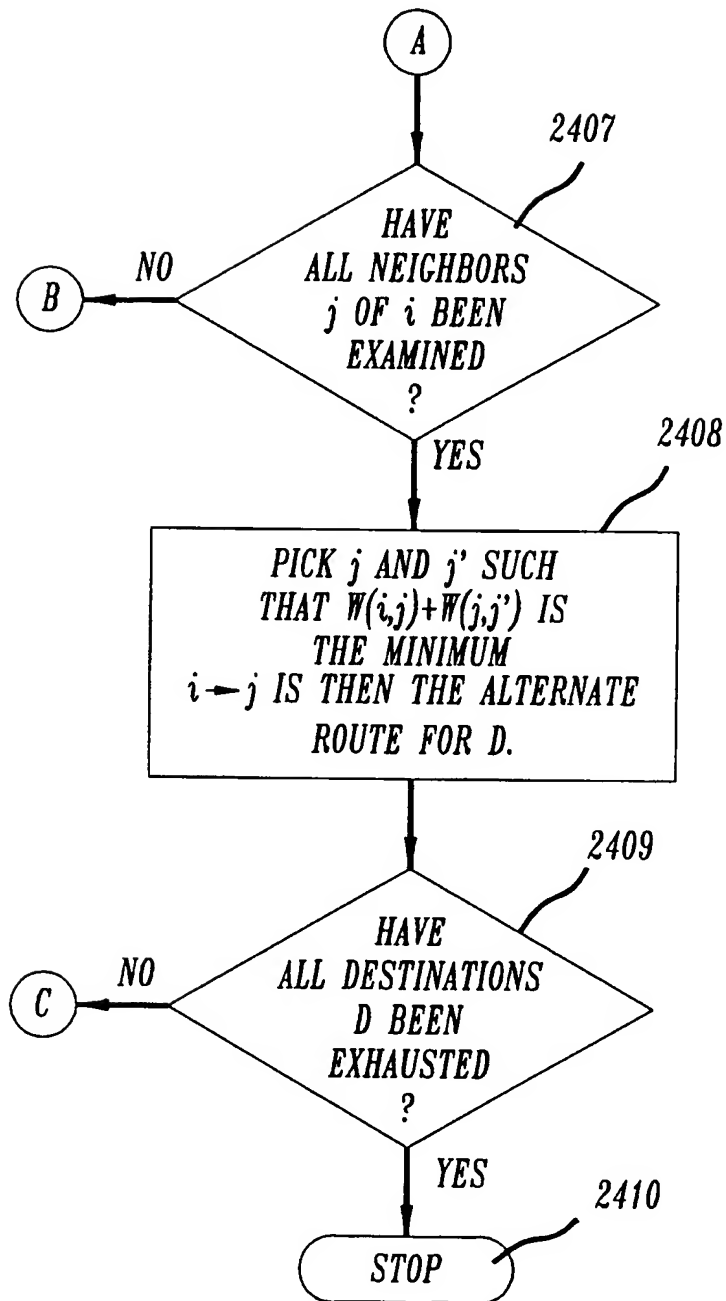 A
2407
HAVE
ALL NEIGHBORS
j OF i BEEN
EXAMINED
?
NO
B
YES
2408
PICK j AND j' SUCH
THAT W(i,j)+W(j,j') IS
THE MINIMUM
i → j IS THEN THE ALTERNATE
ROUTE FOR D.
2409
HAVE
ALL DESTINATIONS
D BEEN
EXHAUSTED
?
NO
C
YES
2410
STOP